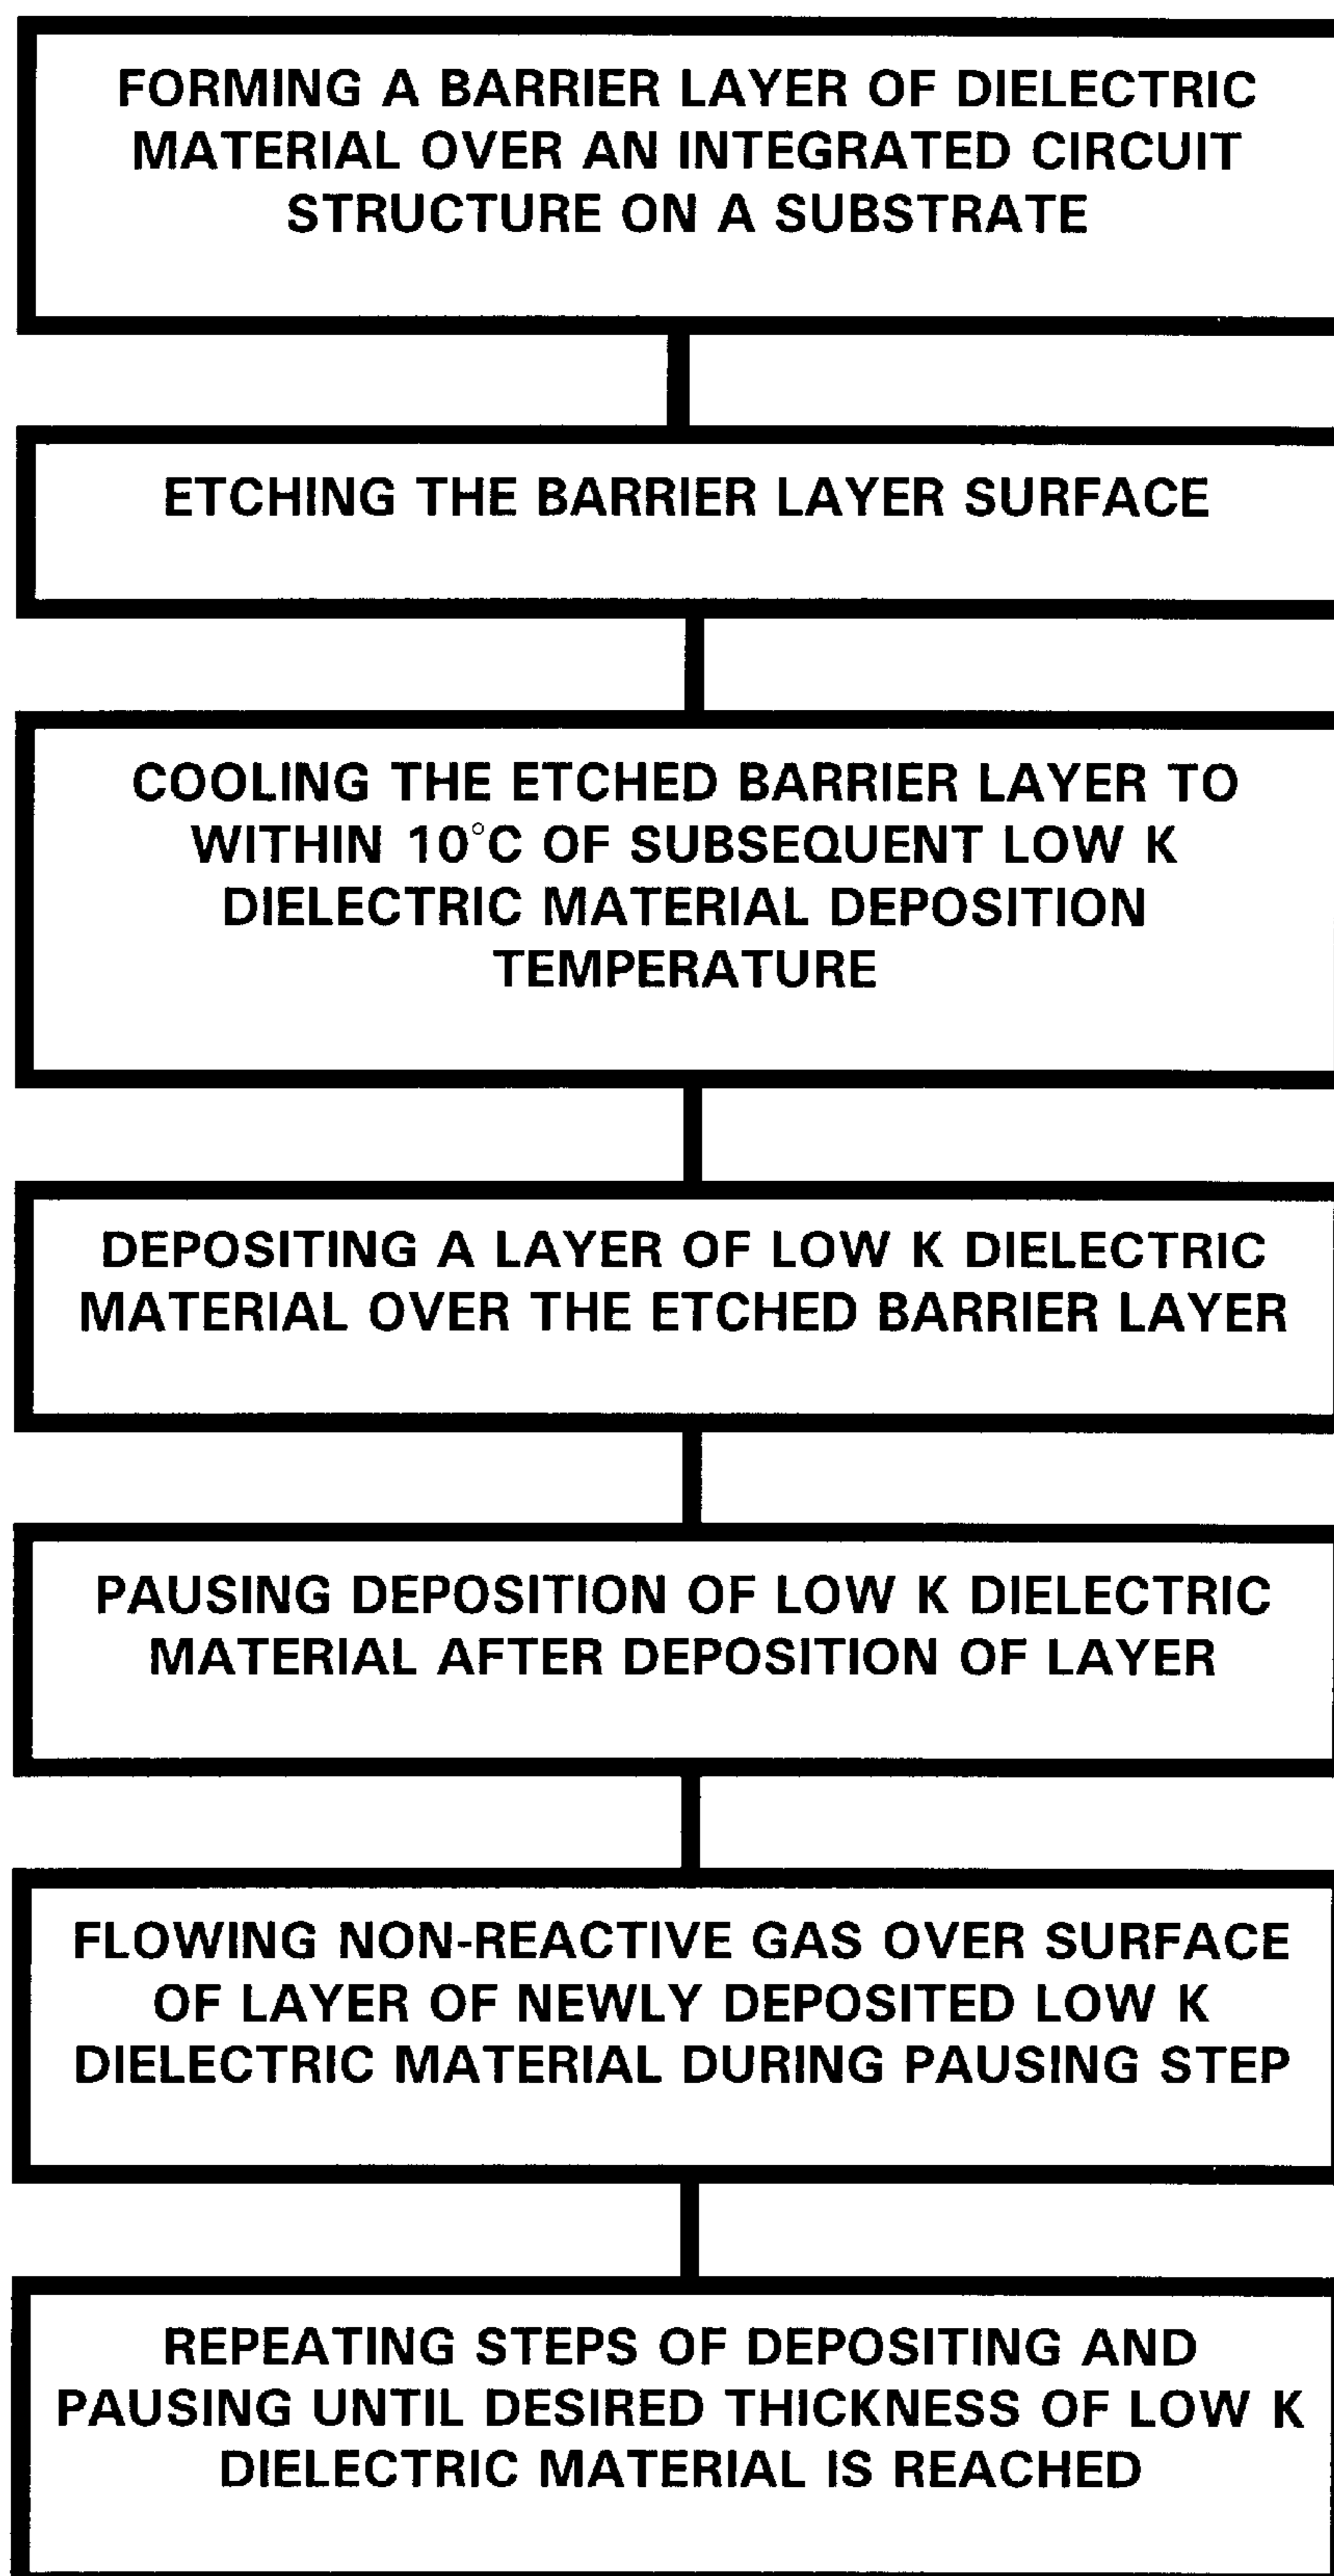 FORMING A BARRIER LAYER OF DIELECTRIC
MATERIAL OVER AN INTEGRATED CIRCUIT
STRUCTURE ON A SUBSTRATE
ETCHING THE BARRIER LAYER SURFACE
COOLING THE ETCHED BARRIER LAYER TO
WITHIN 10°C OF SUBSEQUENT LOW K
DIELECTRIC MATERIAL DEPOSITION
TEMPERATURE
DEPOSITING A LAYER OF LOW K DIELECTRIC
MATERIAL OVER THE ETCHED BARRIER LAYER
PAUSING DEPOSITION OF LOW K DIELECTRIC
MATERIAL AFTER DEPOSITION OF LAYER
FLOWING NON-REACTIVE GAS OVER SURFACE
OF LAYER OF NEWLY DEPOSITED LOW K
DIELECTRIC MATERIAL DURING PAUSING STEP
REPEATING STEPS OF DEPOSITING AND
PAUSING UNTIL DESIRED THICKNESS OF LOW K
DIELECTRIC MATERIAL IS REACHED